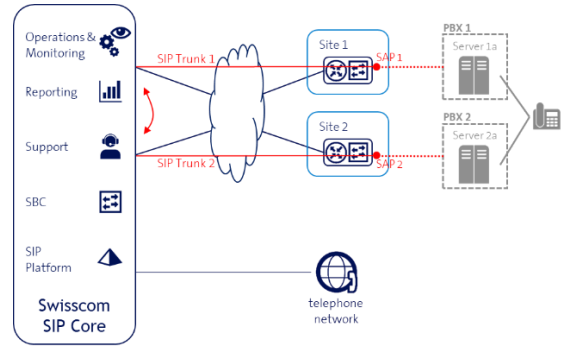 Operations &
Monitoring
Reporting
Support
SBC
SIP
Platform
Swisscom
SIP Core
SIP Trunk 1
SIP Trunk 2
Site 1
SAP 1
Site 2
SAP 2
PBX 1
Server 1a
PBX 2
Server 2a
telephone
network